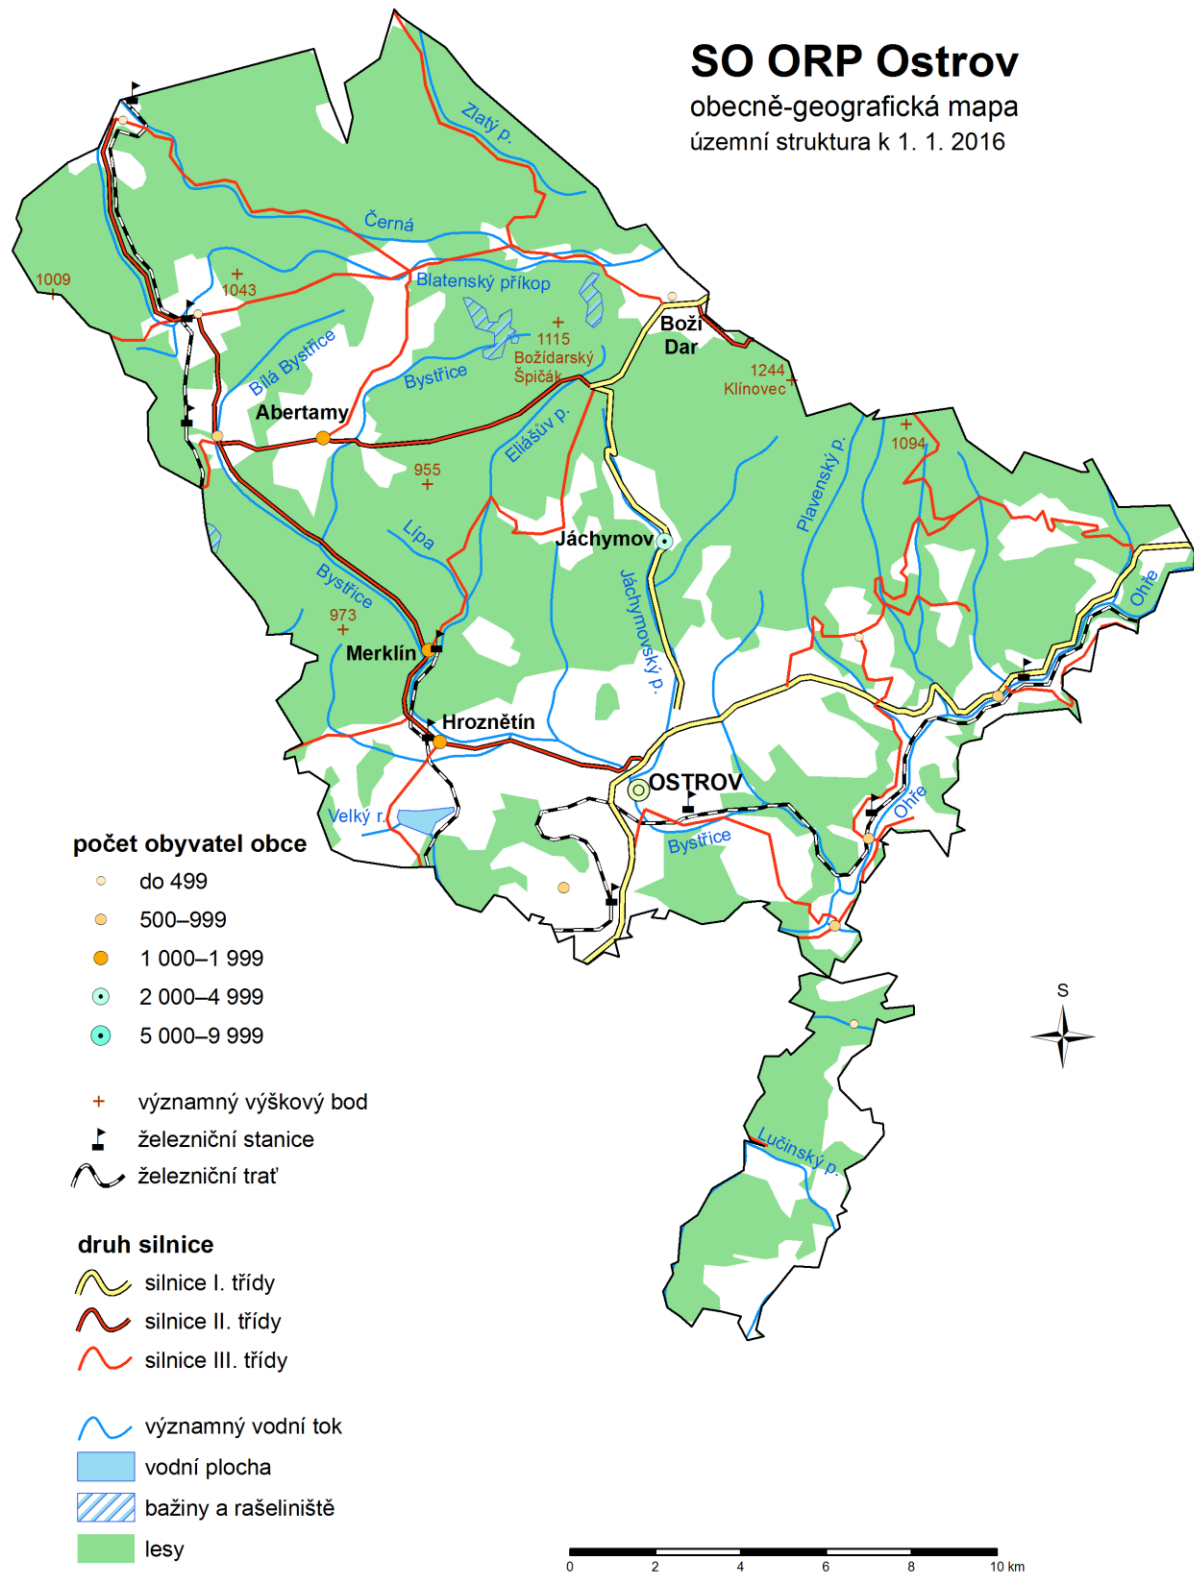 SO ORP Ostrov
obecně-geografická mapa
územní struktura k 1. 1. 2016
Zlatý p.
Černá
1009
1043
Blatenský příkop
Boží
Dar
1115
Božídarský
Špičák
1244
Klínovec
Bílá Bystřice
Bystřice
Abertamy
Eliášův p.
1094
Plavenský p.
955
Lípa
Jáchymov
Bystřice
Jáchymovský p.
Ohře
973
Merklín
Hroznětín
OSTROV
Velký r.
Bystřice
Ohře
počet obyvatel obce
do 499
500–999
1 000–1 999
2 000–4 999
5 000–9 999
S
významný výškový bod
železniční stanice
železniční trať
Lučinský p.
druh silnice
silnice I. třídy
silnice II. třídy
silnice III. třídy
významný vodní tok
vodní plocha
bažiny a rašeliniště
lesy
0 2 4 6 8 10 km